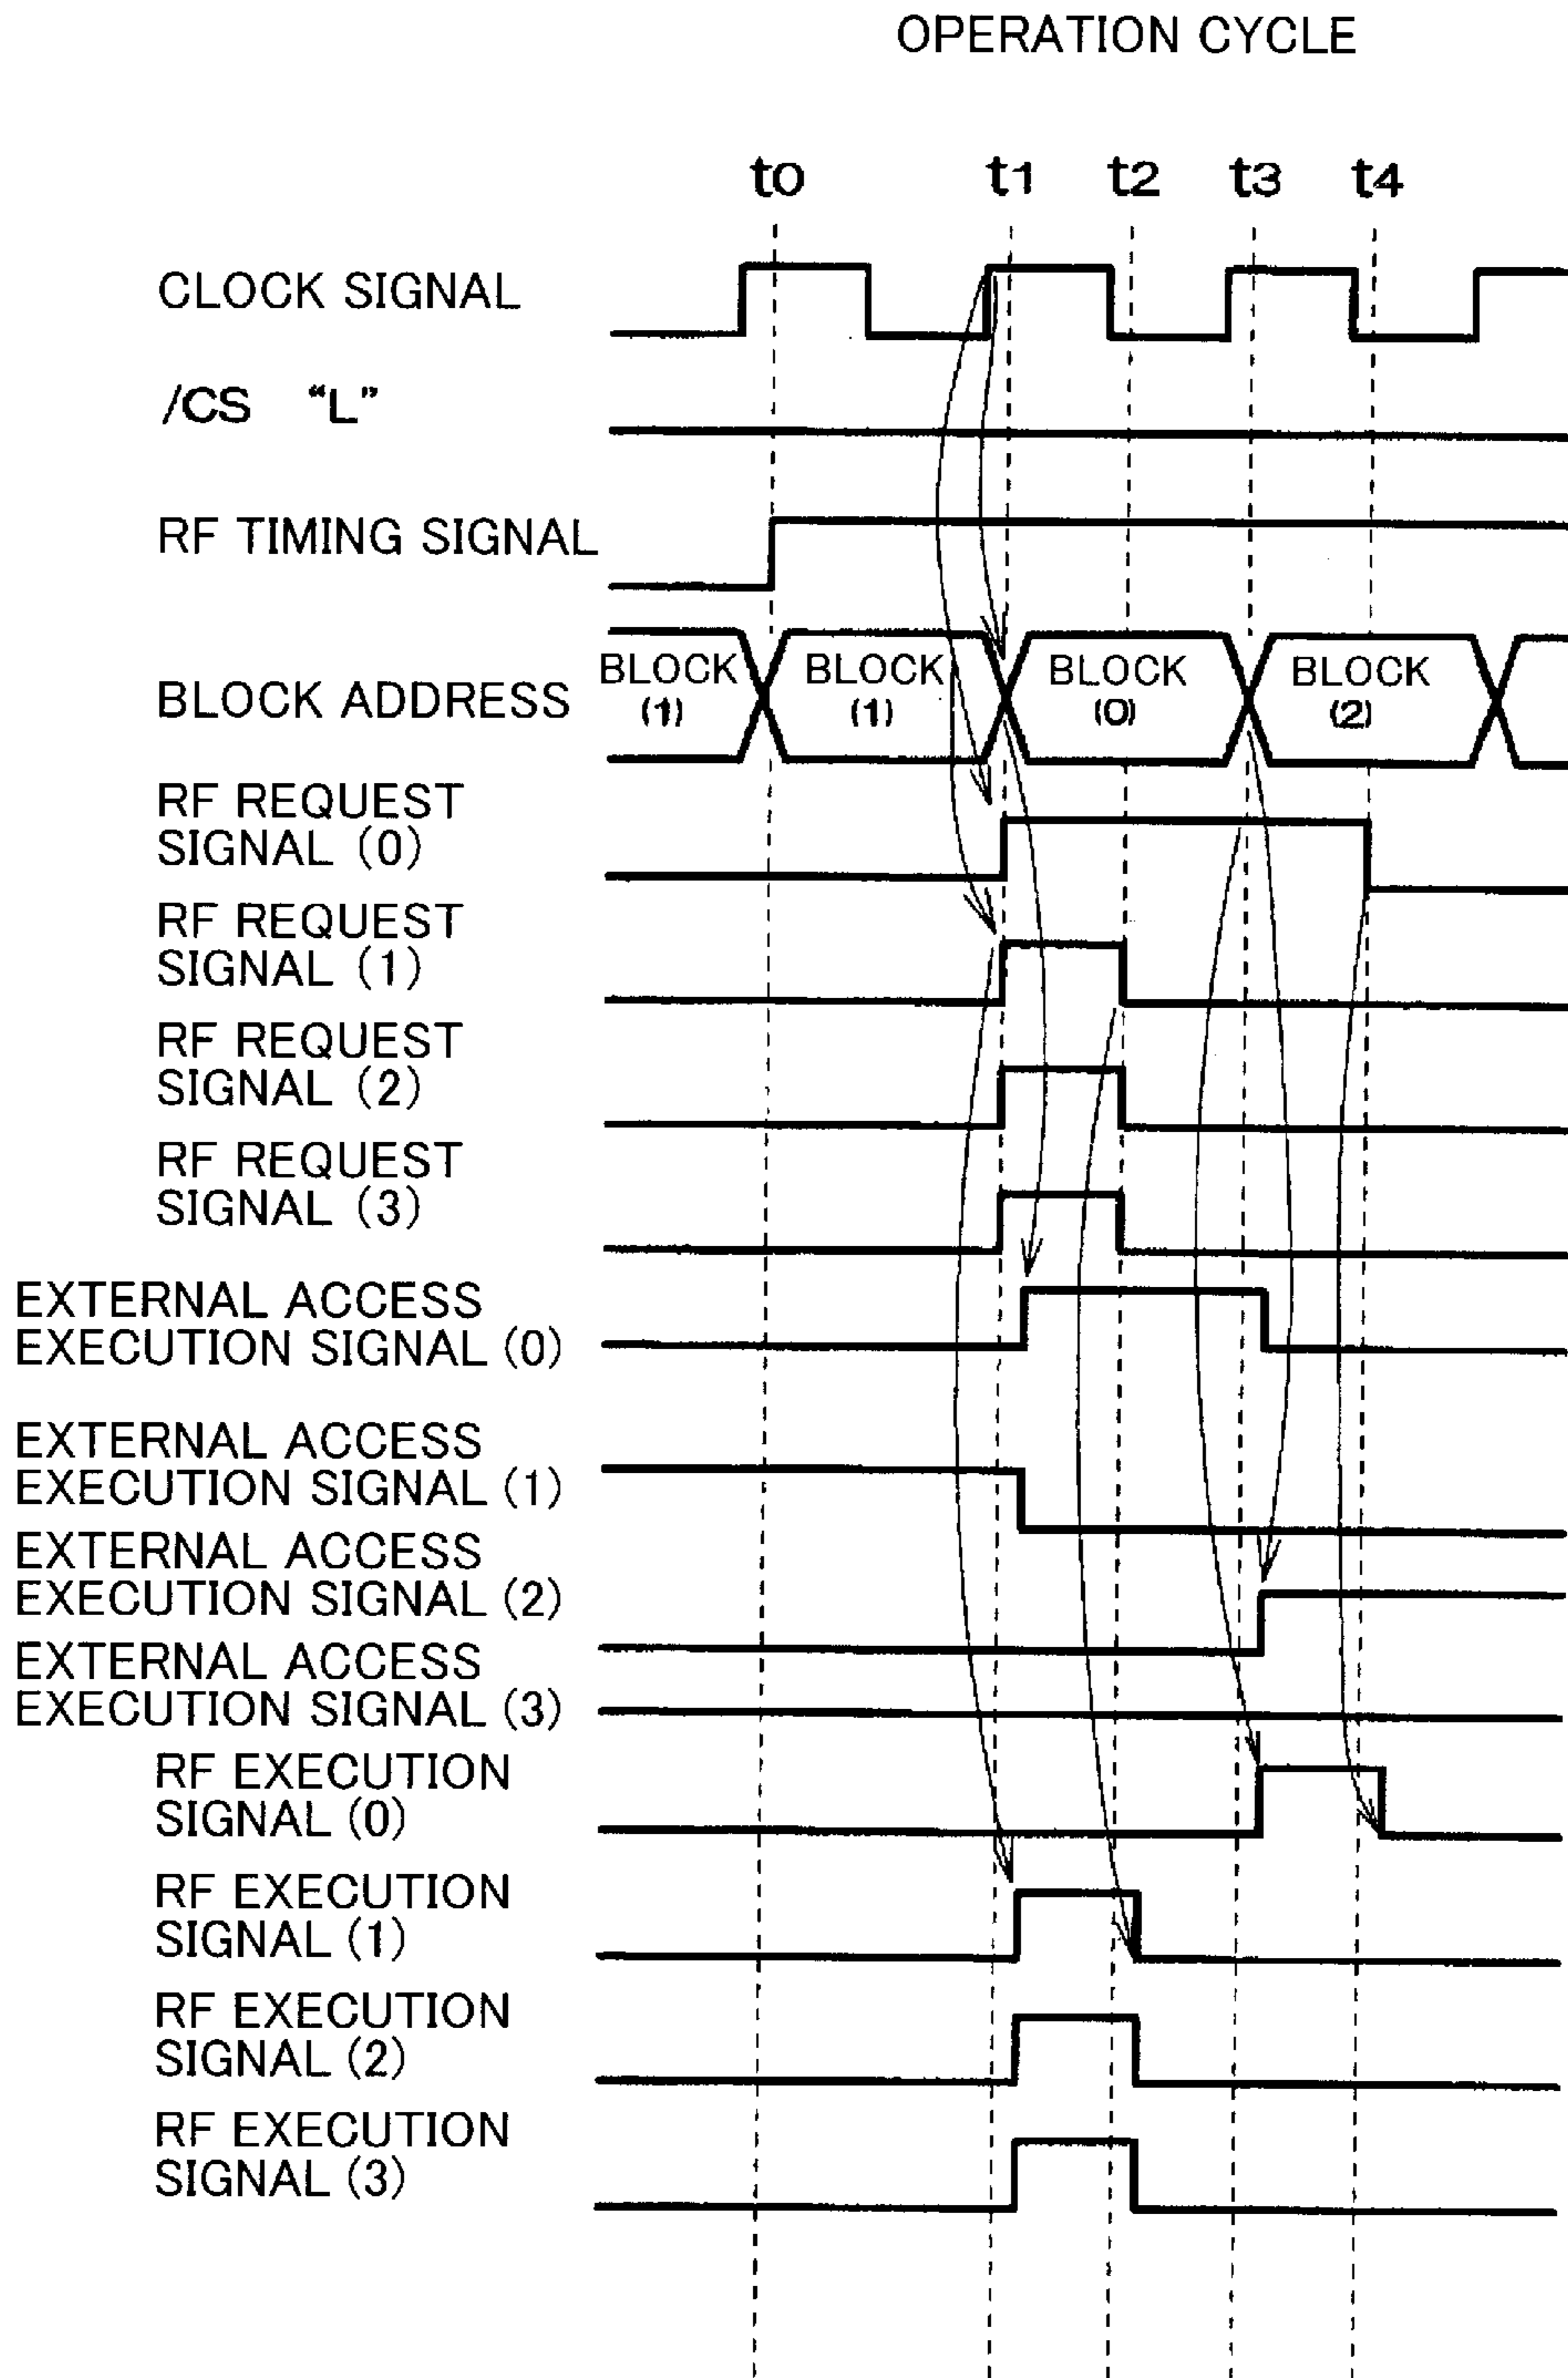 OPERATION CYCLE
t0 t1 t2 t3 t4
CLOCK SIGNAL
/CS “L”
RF TIMING SIGNAL
BLOCK ADDRESS
BLOCK (1)
BLOCK (1)
BLOCK (0)
BLOCK (2)
RF REQUEST
SIGNAL (0)
RF REQUEST
SIGNAL (1)
RF REQUEST
SIGNAL (2)
RF REQUEST
SIGNAL (3)
EXTERNAL ACCESS
EXECUTION SIGNAL (0)
EXTERNAL ACCESS
EXECUTION SIGNAL (1)
EXTERNAL ACCESS
EXECUTION SIGNAL (2)
EXTERNAL ACCESS
EXECUTION SIGNAL (3)
RF EXECUTION
SIGNAL (0)
RF EXECUTION
SIGNAL (1)
RF EXECUTION
SIGNAL (2)
RF EXECUTION
SIGNAL (3)